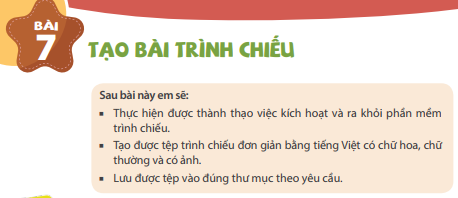 BÀI
7
TẠO BÀI TRÌNH CHIẾU
Sau bài này em sẽ:
▪ Thực hiện được thành thạo việc kích hoạt và ra khỏi phần mềm
trình chiếu.
▪ Tạo được tệp trình chiếu đơn giản bằng tiếng Việt có chữ hoa, chữ
thường và có ảnh.
▪ Lưu được tệp vào đúng thư mục theo yêu cầu.